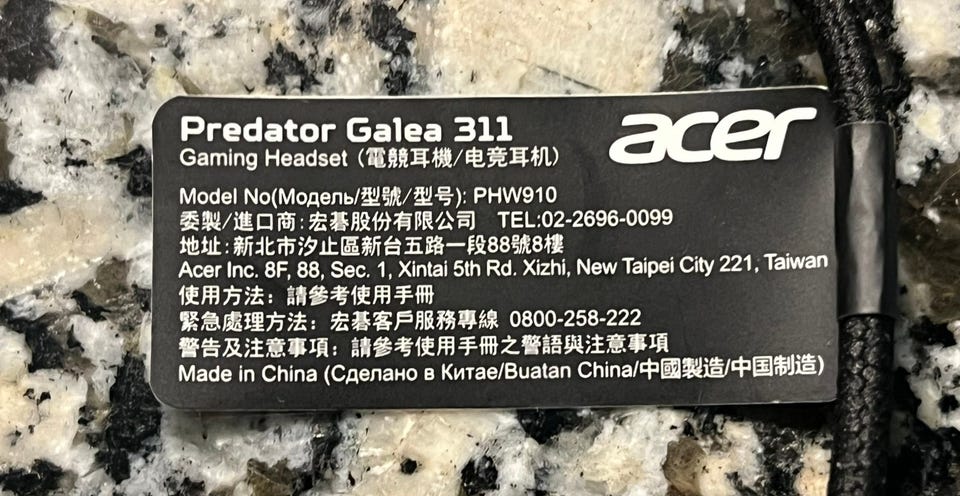 Predator Galea 311
acer
Gaming Headset (電競耳機/电竞耳机)
Model No(Модель/型號/型号): PHW910
委製/進口商:宏碁股份有限公司 TEL:02-2696-0099
地址:新北市汐止區新台五路一段88號8樓
Acer Inc. 8F, 88, Sec. 1, Xintai 5th Rd. Xizhi, New Taipei City 221, Taiwan
使用方法：請參考使用手冊
緊急處理方法：宏碁客戶服務專線 0800-258-222
警告及注意事項：請參考使用手冊之警語與注意事項
Made in China (Сделано в Китае/Buatan China/中國製造/中国制造)